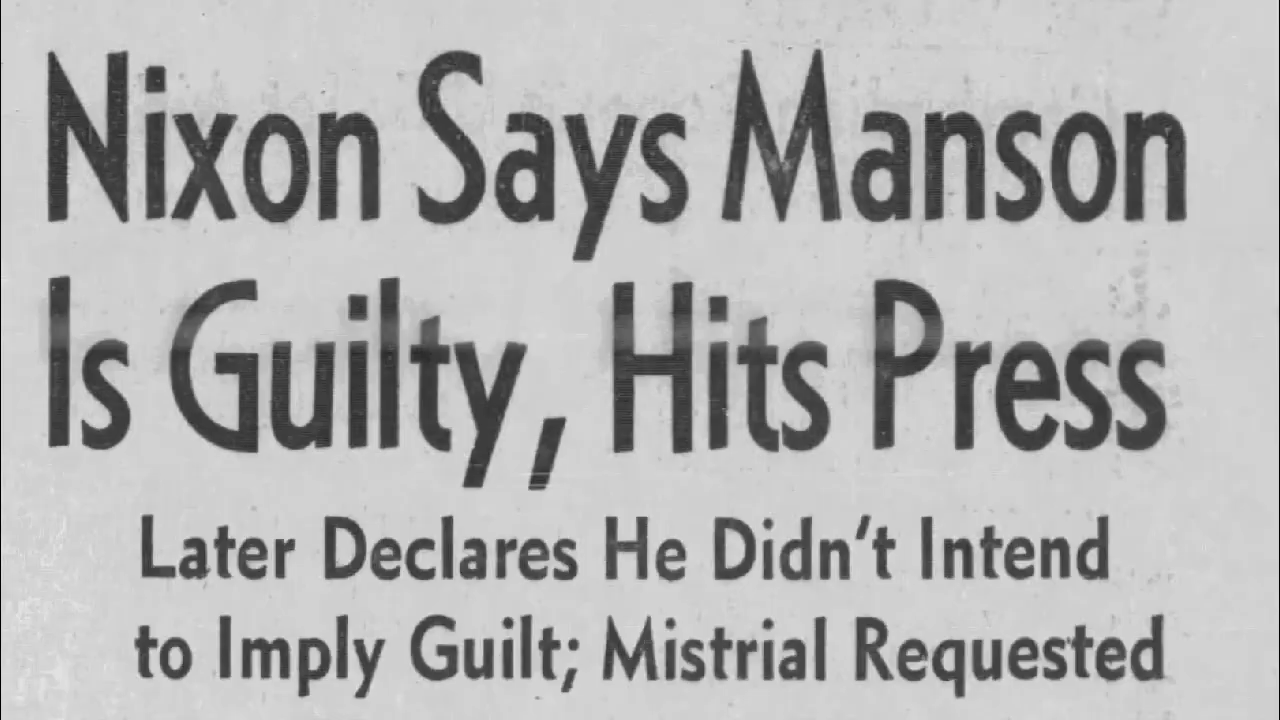 Nixon Says Manson
Is Guilty, Hits Press
Later Declares He Didn't Intend
to Imply Guilt; Mistrial Requested